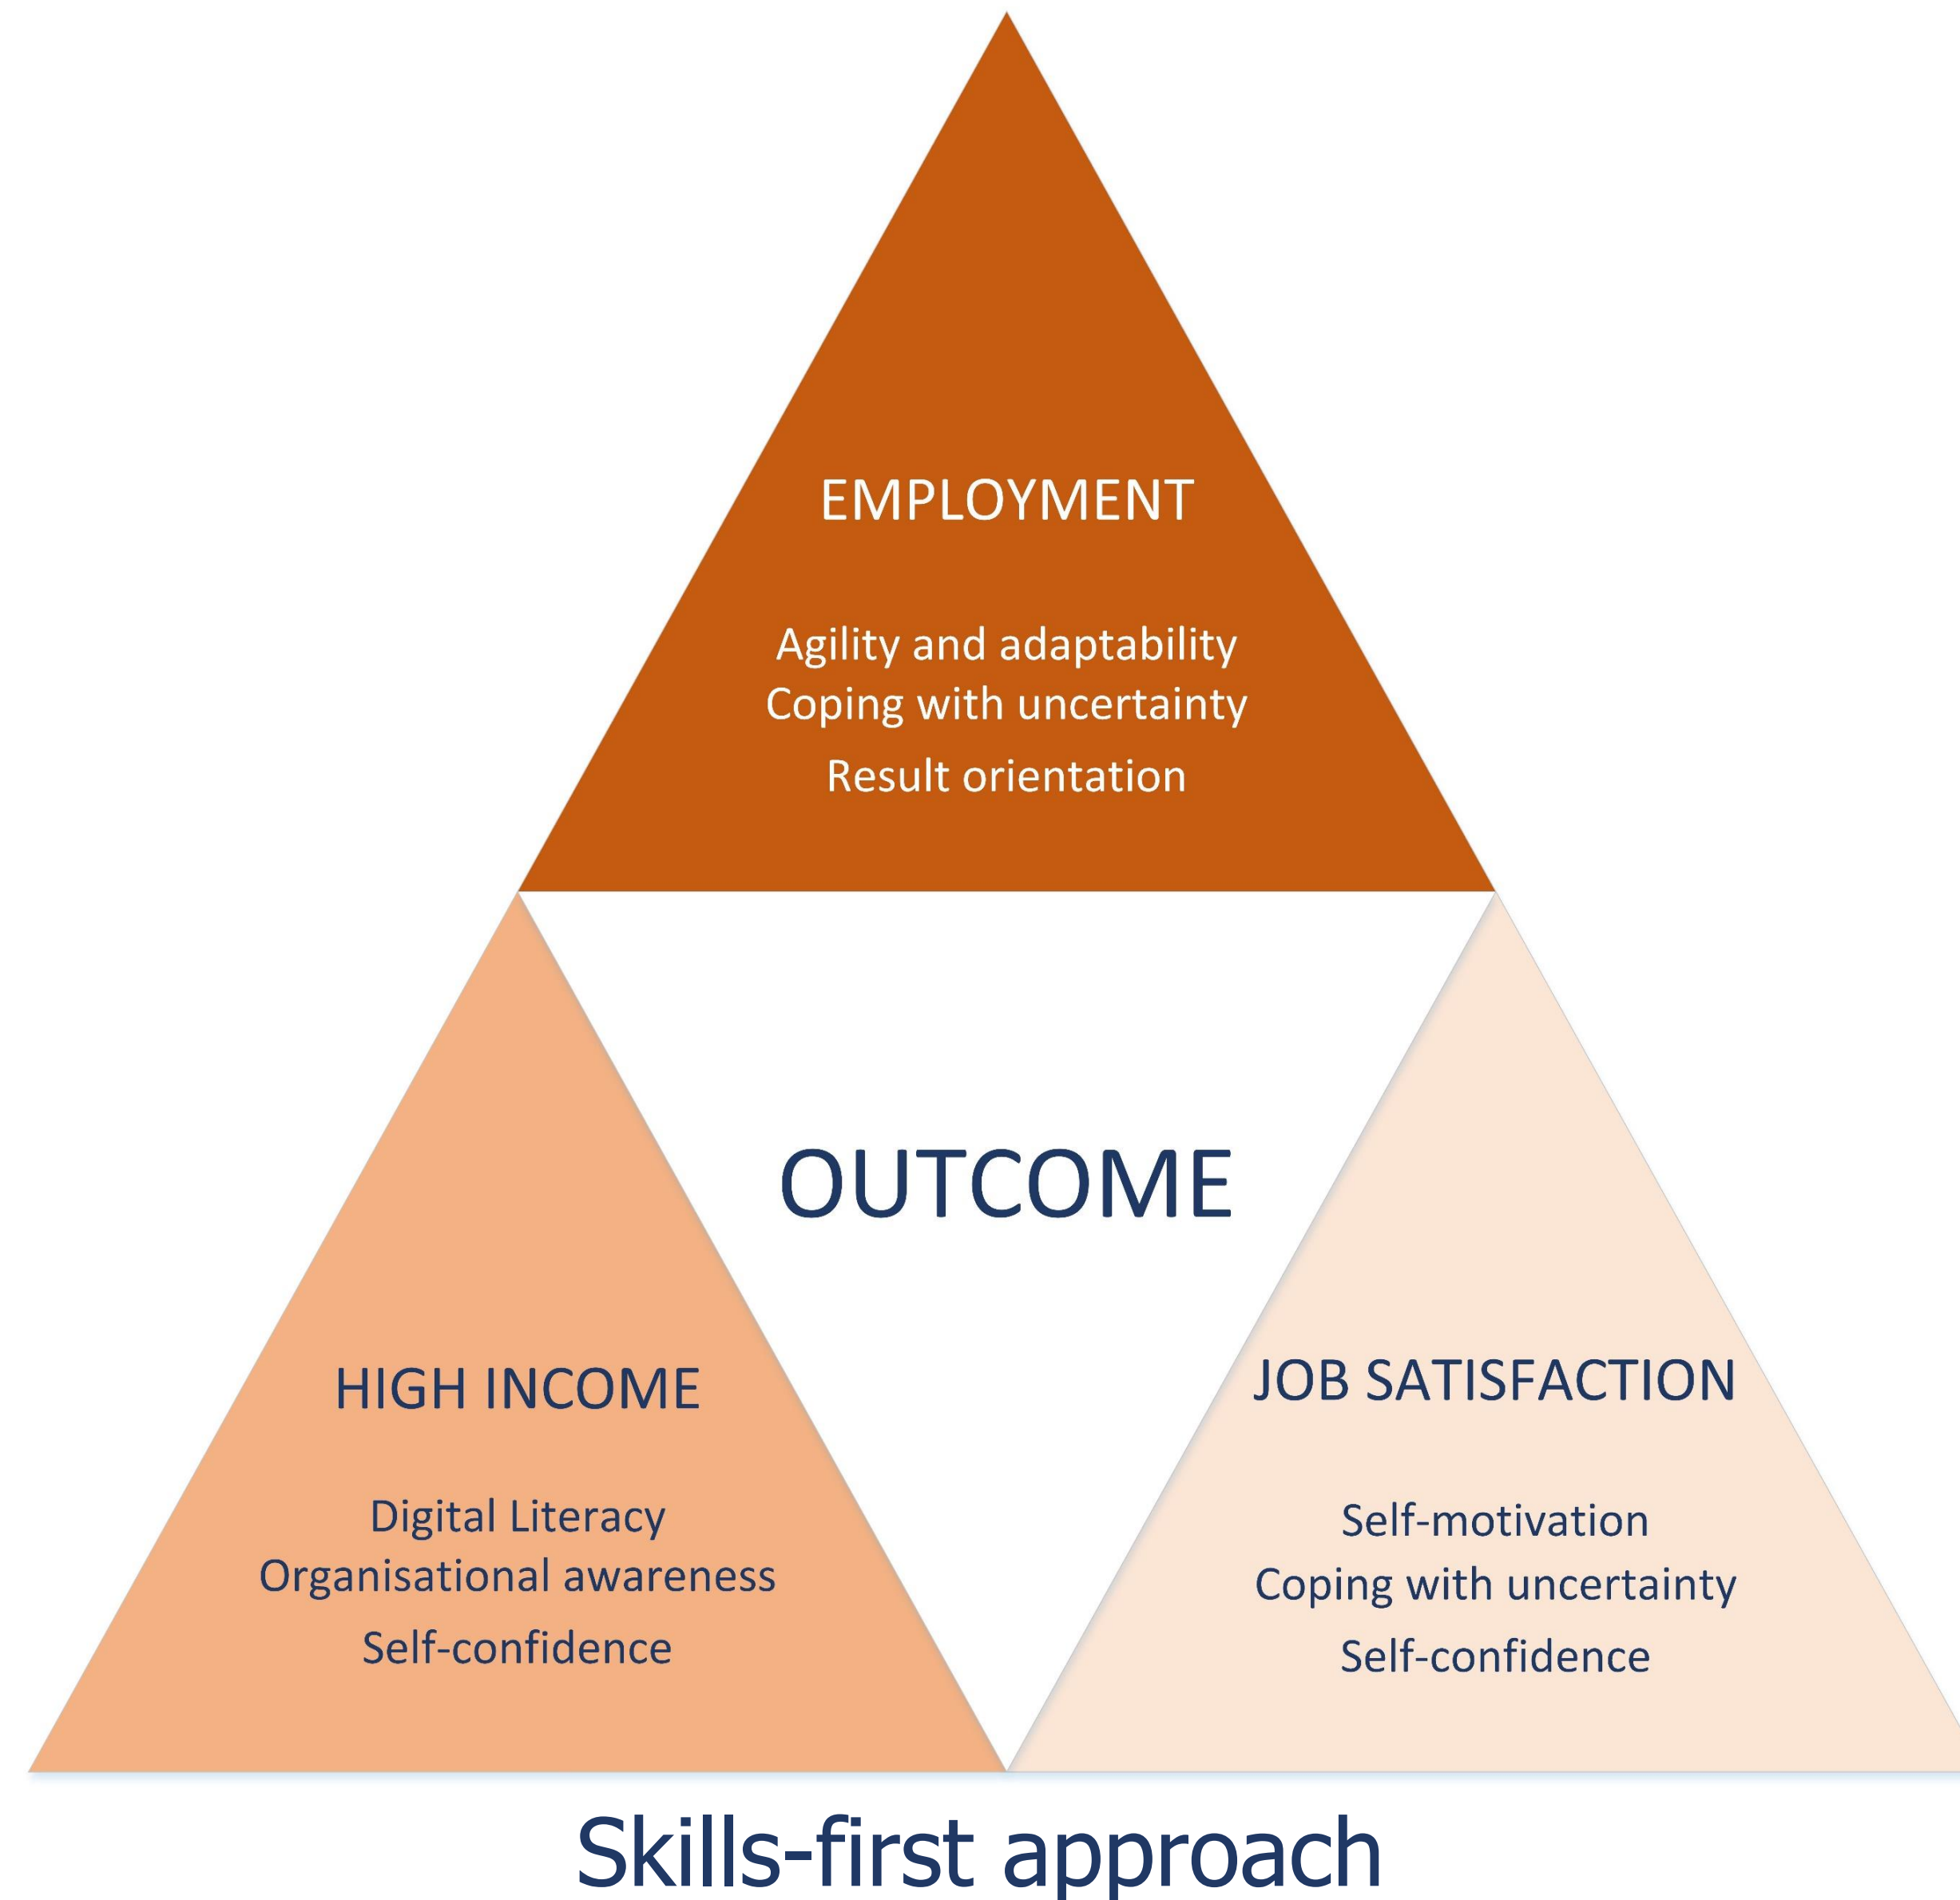 EMPLOYMENT
Agility and adaptability
Coping with uncertainty
Result orientation
OUTCOME
HIGH INCOME
Digital Literacy
Organisational awareness
Self-confidence
JOB SATISFACTION
Self-motivation
Coping with uncertainty
Self-confidence
Skills-first approach